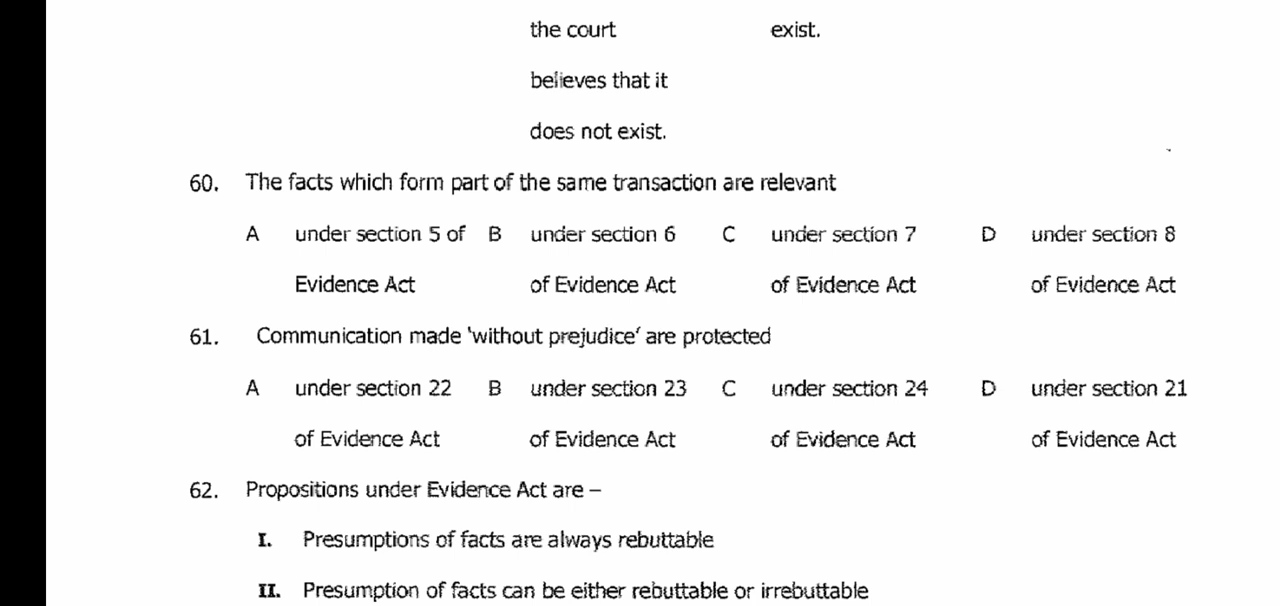 the court exist.
believes that it
does not exist.
60. The facts which form part of the same transaction are relevant
A under section 5 of B under section 6 C under section 7 D under section 8
Evidence Act of Evidence Act of Evidence Act of Evidence Act
61. Communication made 'without prejudice' are protected
A under section 22 B under section 23 C under section 24 D under section 21
of Evidence Act of Evidence Act of Evidence Act of Evidence Act
62. Propositions under Evidence Act are –
I. Presumptions of facts are always rebuttable
II. Presumption of facts can be either rebuttable or irrebuttable